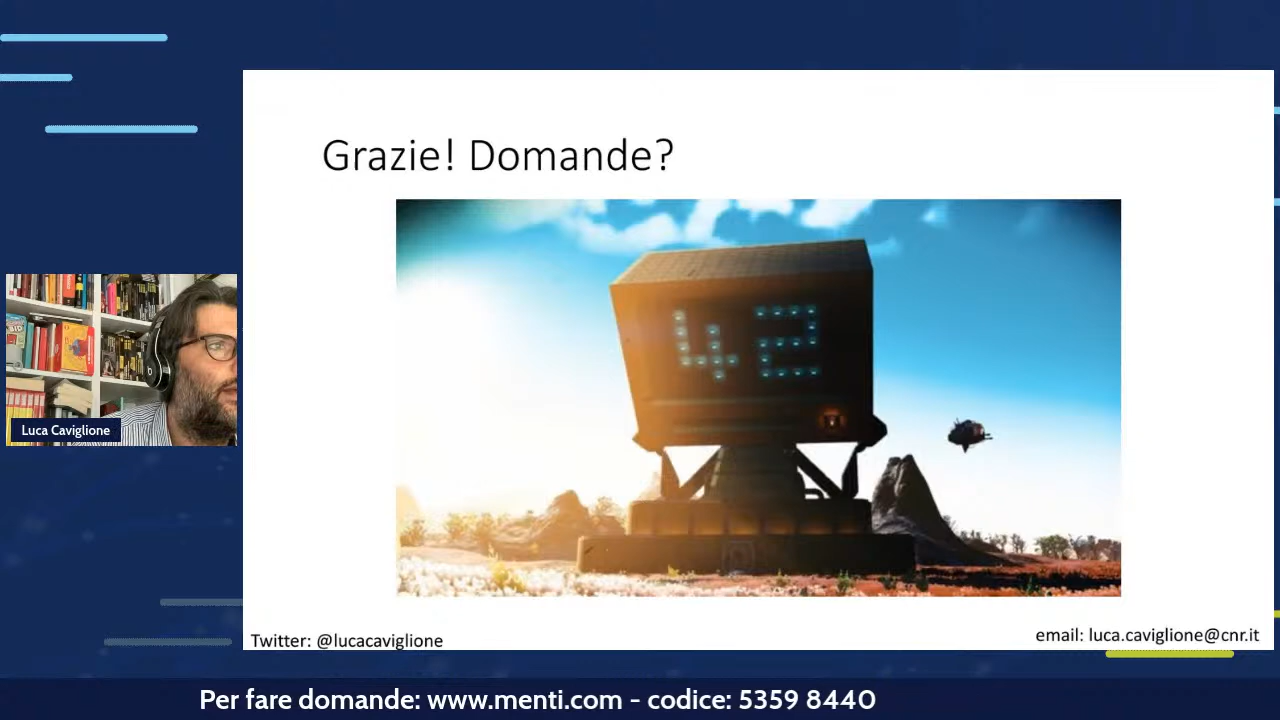 Grazie! Domande?
42
Luca Caviglione
Twitter: @lucacaviglione
email: luca.caviglione@cnr.it
Per fare domande: www.menti.com - codice: 5359 8440